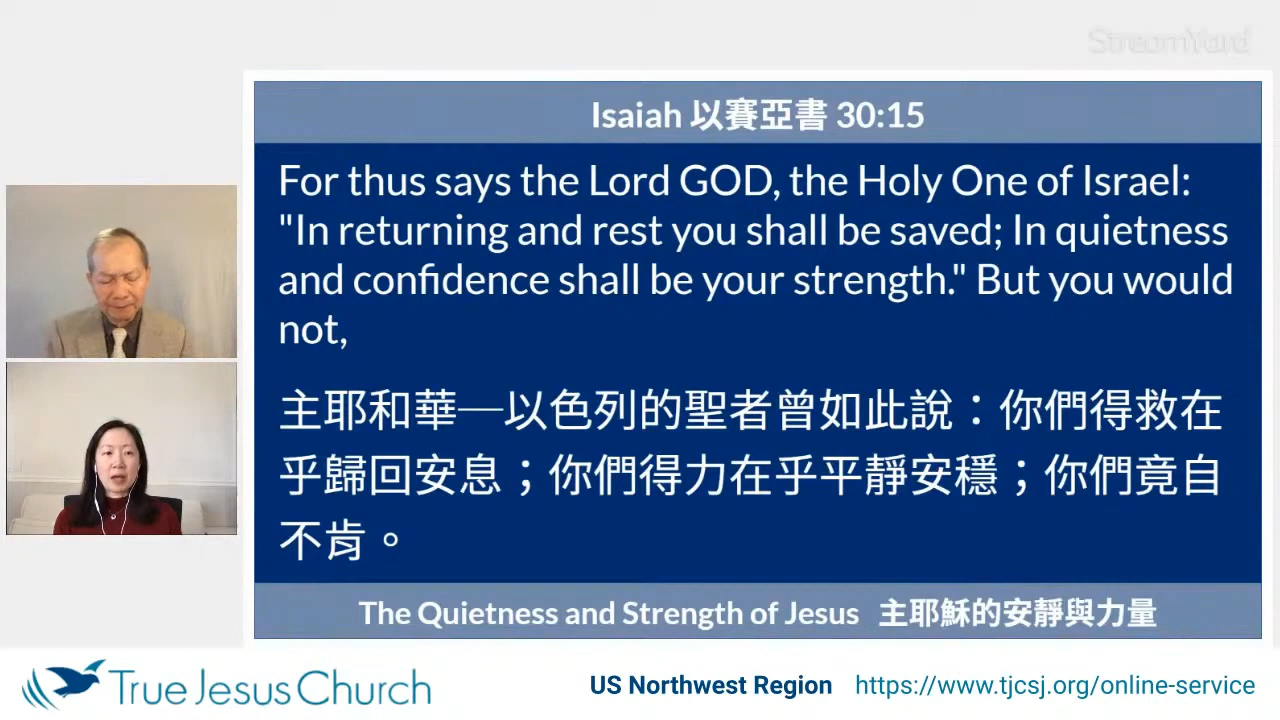 StreamYard
Isaiah 以賽亞書 30:15
For thus says the Lord GOD, the Holy One of Israel:
"In returning and rest you shall be saved; In quietness
and confidence shall be your strength." But you would
not,
主耶和華─以色列的聖者曾如此說：你們得救在
乎歸回安息；你們得力在乎平靜安穩；你們竟自
不肯。
The Quietness and Strength of Jesus 主耶穌的安靜與力量
True Jesus Church
US Northwest Region https://www.tjcsj.org/online-service